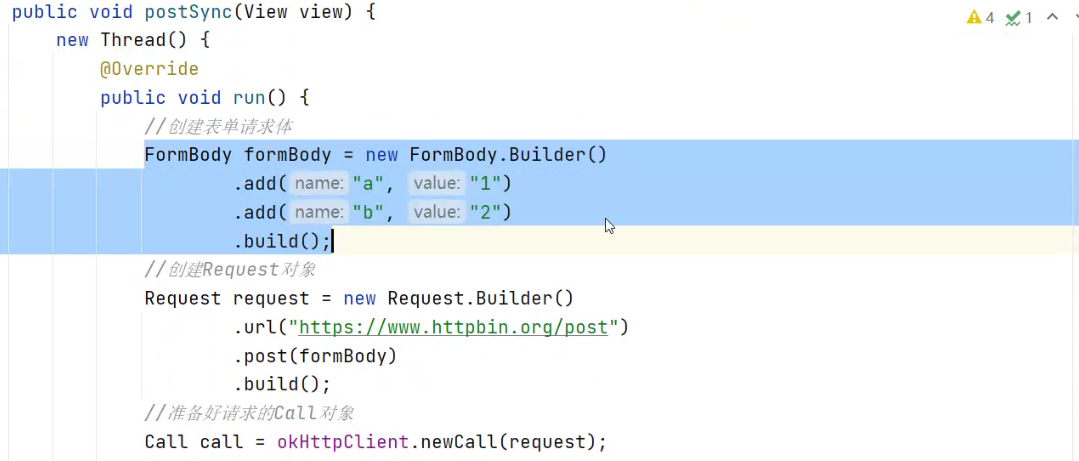 public void postSync(View view) {
4 1
new Thread() {
@Override
public void run() {
//创建表单请求体
FormBody formBody = new FormBody.Builder()
.add( name: "a", value: "1")
.add( name: "b", value: "2")
.build();
//创建Request对象
Request request = new Request.Builder()
.url("https://www.httpbin.org/post")
.post(formBody)
.build();
//准备好请求的Call对象
Call call = okHttpClient.newCall(request);